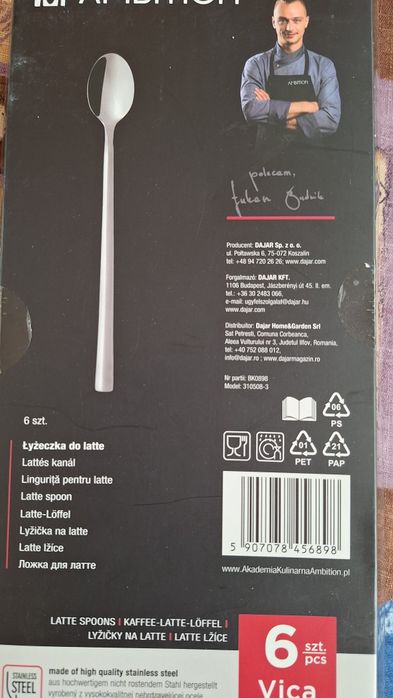 AMBITION
AMBITION
polecam,
Producent: DAJAR Sp. z o. o.
ul. Połtawska 6, 75-072 Koszalin
tel: +48 94 720 26 26; www.dajar.com
Forgalmazó: DAJAR KFT.
1106 Budapest, Jászberényi út 45. II. em.
tel.: +36 30 2483 066,
e-mail: ugyfelszolgalat@dajar.hu
www.dajar.com
Distribuitor: Dajar Home&Garden Srl
Sat Petresti, Comuna Corbeanca,
Aleea Vulturului nr 3, Judetul Ilfov, Romania,
tel: +40 752 088 012,
info@dajar.ro ; www.dajarmagazin.ro
Nr partii: BK0898
Model: 310508-3
06
PS
01
PET
21
PAP
6 szt.
Łyżeczka do latte
Lattés kanál
Linguriță pentru latte
Latte spoon
Latte-Löffel
Lyžička na latte
Latte lžíce
Ложка для латте
5 907078 456898
www.AkademiaKulinarnaAmbition.pl
LATTE SPOONS | KAFFEE-LATTE-LÖFFEL |
LYŽIČKY NA LATTE | LATTE LŽÍCE
6 szt.
pcs
Vica
STAINLESS
STEEL
made of high quality stainless steel
aus hochwertigem nicht rostendem Stahl hergestellt
wyrobený z vysokokvalitnej nehrdzavejúcej ocele